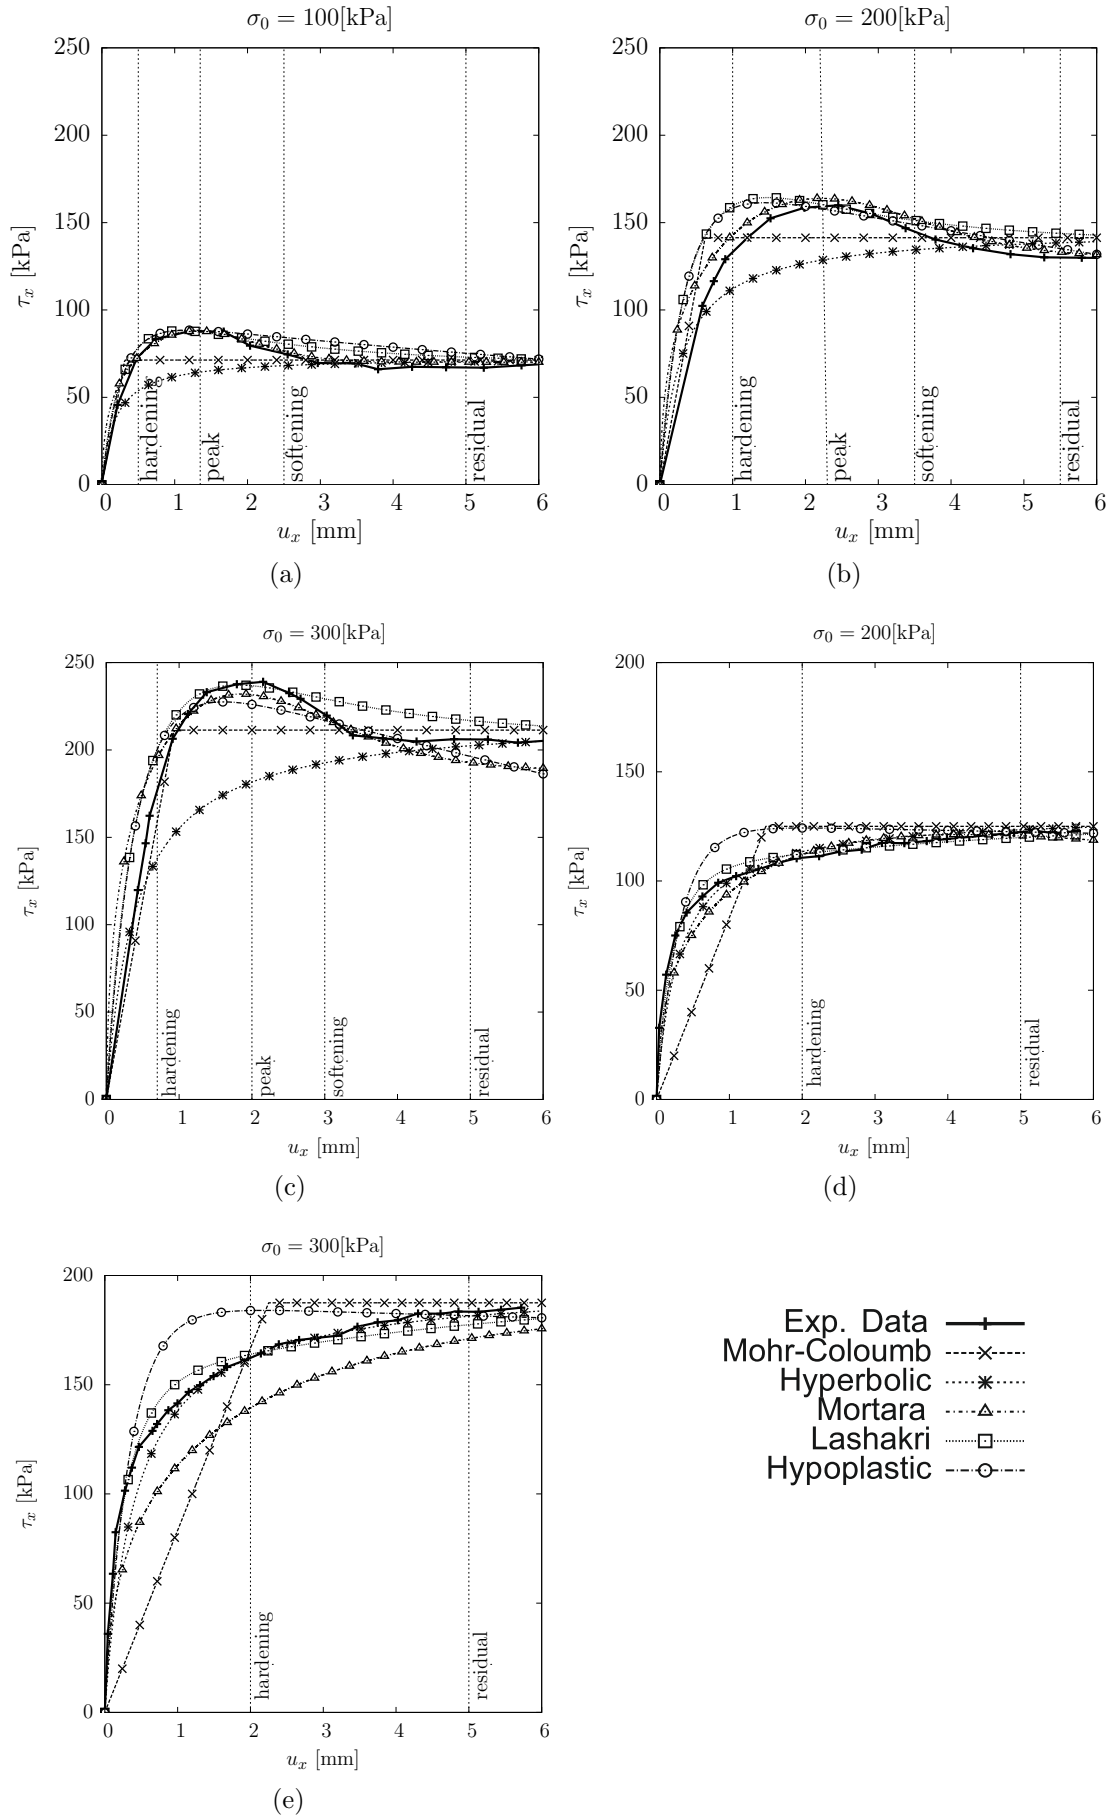 σ₀ = 100[kPa]
250
200
150
100
50
0
τₓ [kPa]
hardening
peak
softening
residual
0 1 2 3 4 5 6
uₓ [mm]
(a)
σ₀ = 200[kPa]
250
200
150
100
50
0
τₓ [kPa]
hardening
peak
softening
residual
0 1 2 3 4 5 6
uₓ [mm]
(b)
σ₀ = 300[kPa]
250
200
150
100
50
0
τₓ [kPa]
hardening
peak
softening
residual
0 1 2 3 4 5 6
uₓ [mm]
(c)
σ₀ = 200[kPa]
200
150
100
50
0
τₓ [kPa]
hardening
residual
0 1 2 3 4 5 6
uₓ [mm]
(d)
σ₀ = 300[kPa]
200
150
100
50
0
τₓ [kPa]
hardening
residual
0 1 2 3 4 5 6
uₓ [mm]
(e)
Exp. Data
Mohr-Coloumb
Hyperbolic
Mortara
Lashakri
Hypoplastic